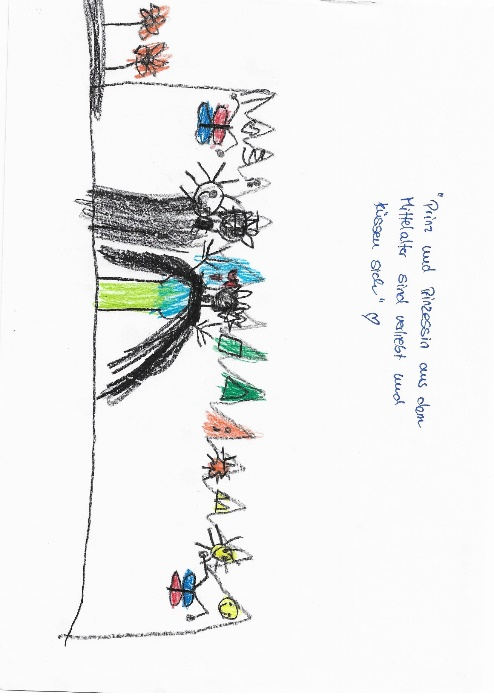 "Prinz und Prinzessin aus dem
Mittelalter sind verliebt und
küssen sich" ♡